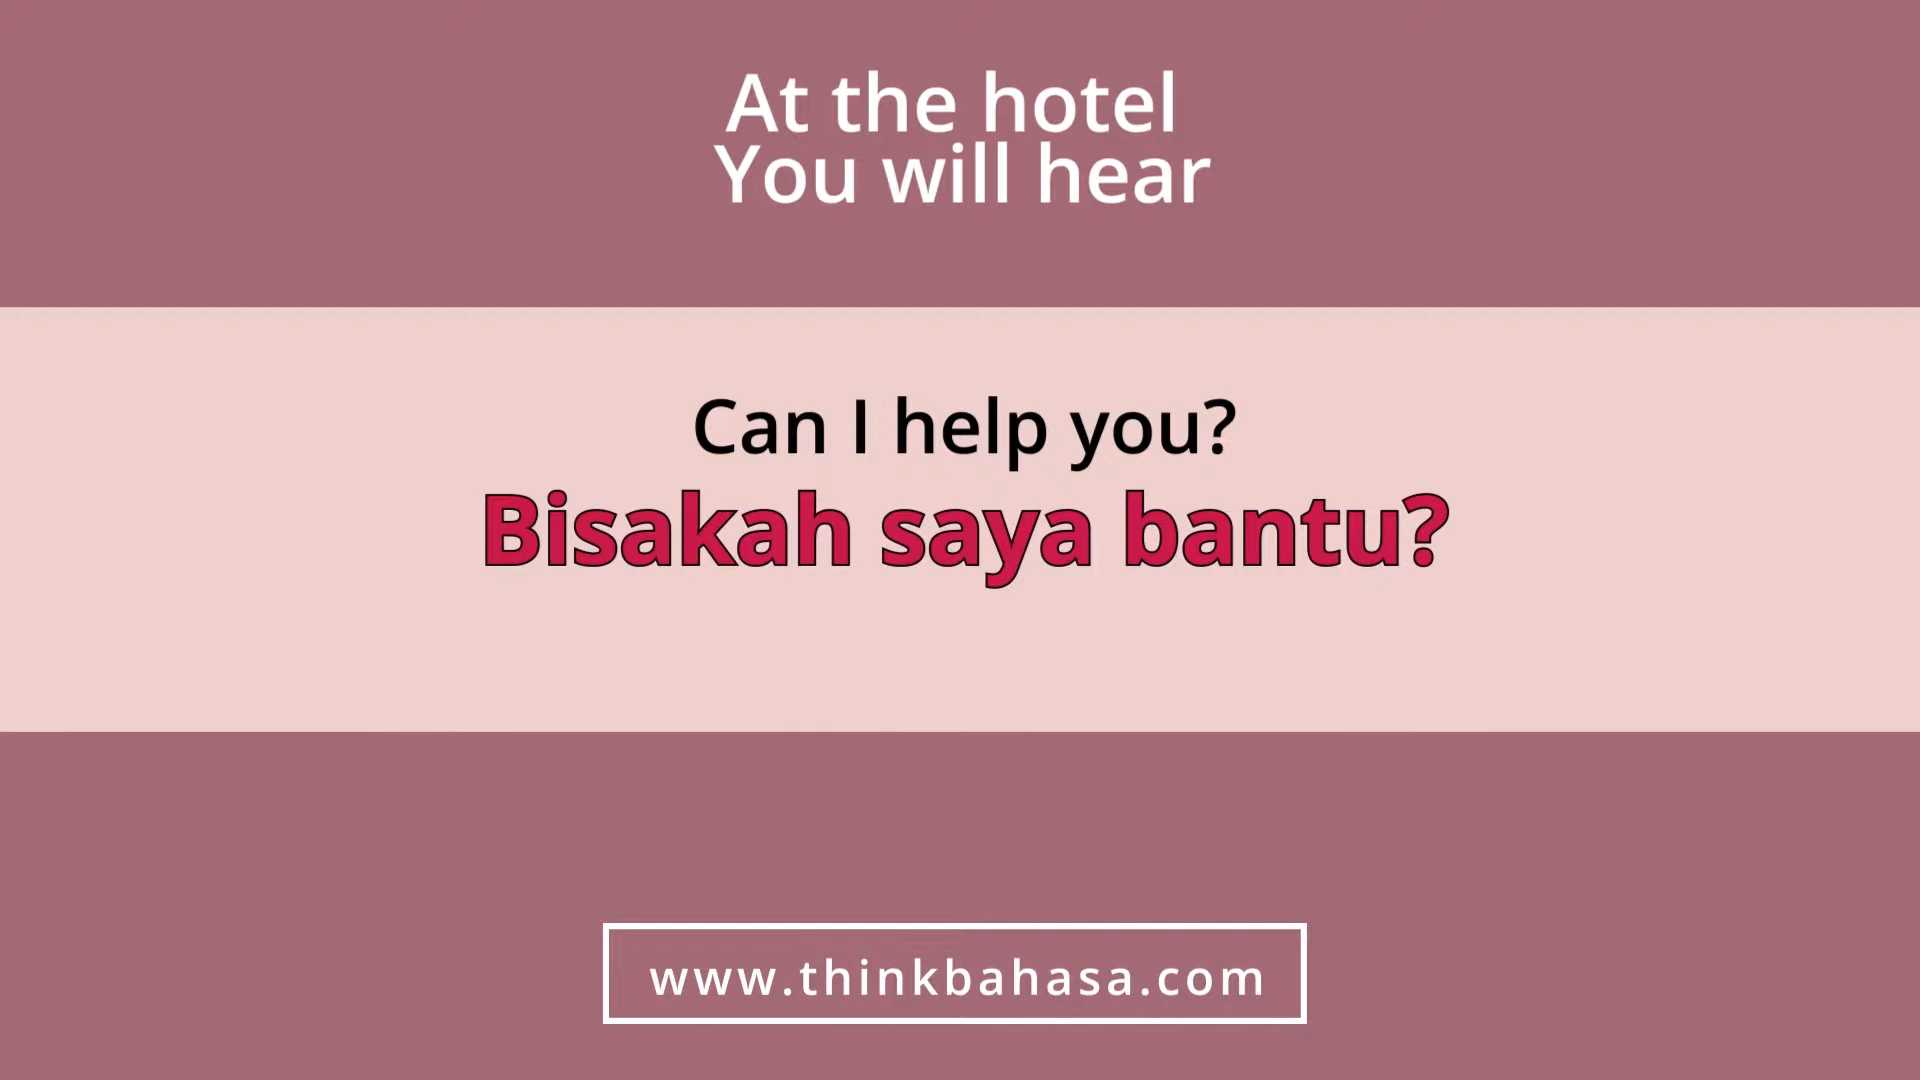 At the hotel
You will hear
Can I help you?
Bisakah saya bantu?
www.thinkbahasa.com